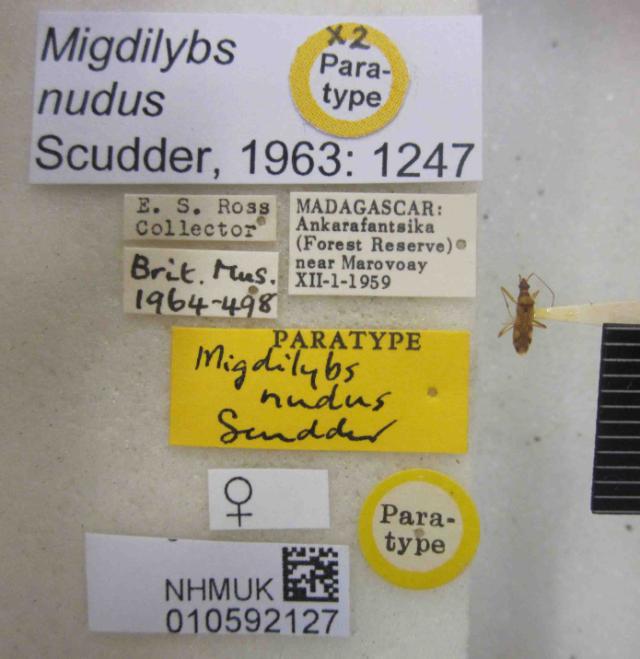 Migdilybs
nudus
Scudder, 1963: 1247
X2
Para-
type
E. S. Ross
Collector
MADAGASCAR:
Ankarafantsika
(Forest Reserve)
near Marovoay
XII-1-1959
Brit. Mus.
1964-498
PARATYPE
Migdilybs
nudus
Scudder
♀
Para-
type
NHMUK
010592127